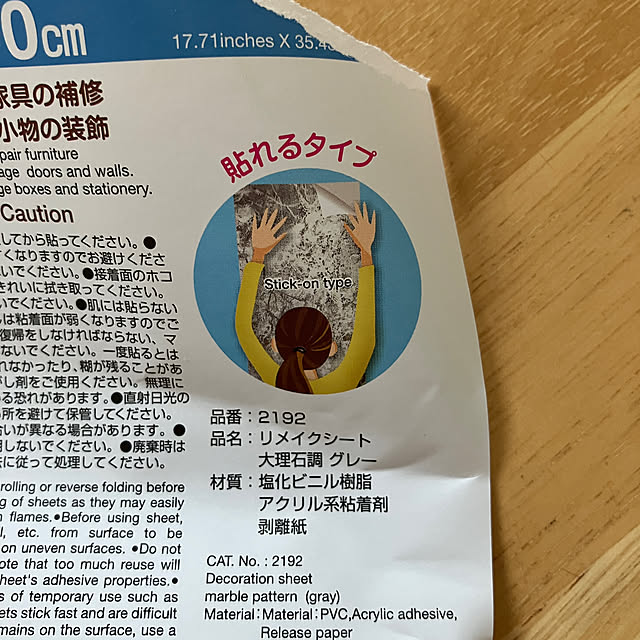 0cm
17.71inches X 35.43
家具の補修
小物の装飾
pair furniture
age doors and walls.
ge boxes and stationery.
Caution
貼れるタイプ
Stick-on type
してから貼ってください。●
くなりますのでお避けくださ
いでください。●接着面のホコ
きれいに拭き取ってください。
いでください。●肌には貼らない
は粘着面が弱くなりますのでご
復帰をしなければならない、マ
ないでください。一度貼るとは
れなかったり、糊が残ることがあ
がし剤をご使用ください。無理に
る恐れがあります。●直射日光の
い所を避けて保管してください。
合いが異なる場合があります。●
用しないでください。●廃棄時は
法に従って処理してください。
rolling or reverse folding before
g of sheets as they may easily
n flames.●Before using sheet,
l, etc. from surface to be
on uneven surfaces. ●Do not
ote that too much reuse will
heet's adhesive properties.●
s of temporary use such as
ets stick fast and are difficult
mains on the surface, use a
品番：2192
品名：リメイクシート
大理石調 グレー
材質：塩化ビニル樹脂
アクリル系粘着剤
剥離紙
CAT. No. : 2192
Decoration sheet
marble pattern (gray)
Material：Material：PVC,Acrylic adhesive,
Release paper